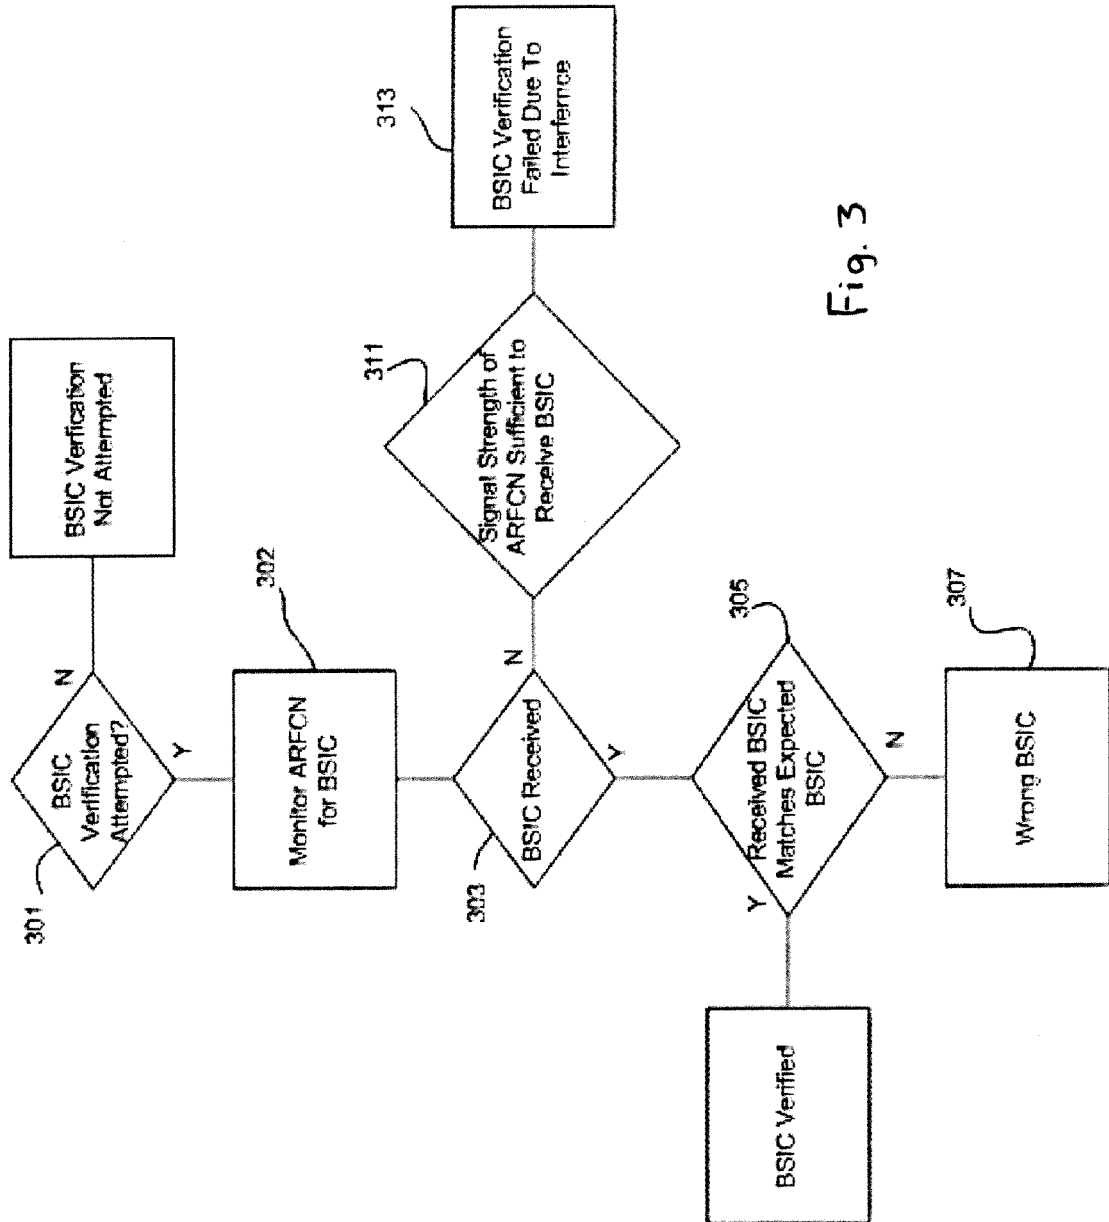 301
BSIC
Verification
Attempted?
N
BSIC Verfication
Not Attempted
Y
302
Monitor ARFCN
for BSIC
303
BSIC Received
N
311
Signal Strength of
ARFCN Sufficient to
Receive BSIC
313
BSIC Verification
Failed Due To
Interfernce
Y
305
Received BSIC
Matches Expected
BSIC
Y
BSIC Verified
N
307
Wrong BSIC
Fig. 3